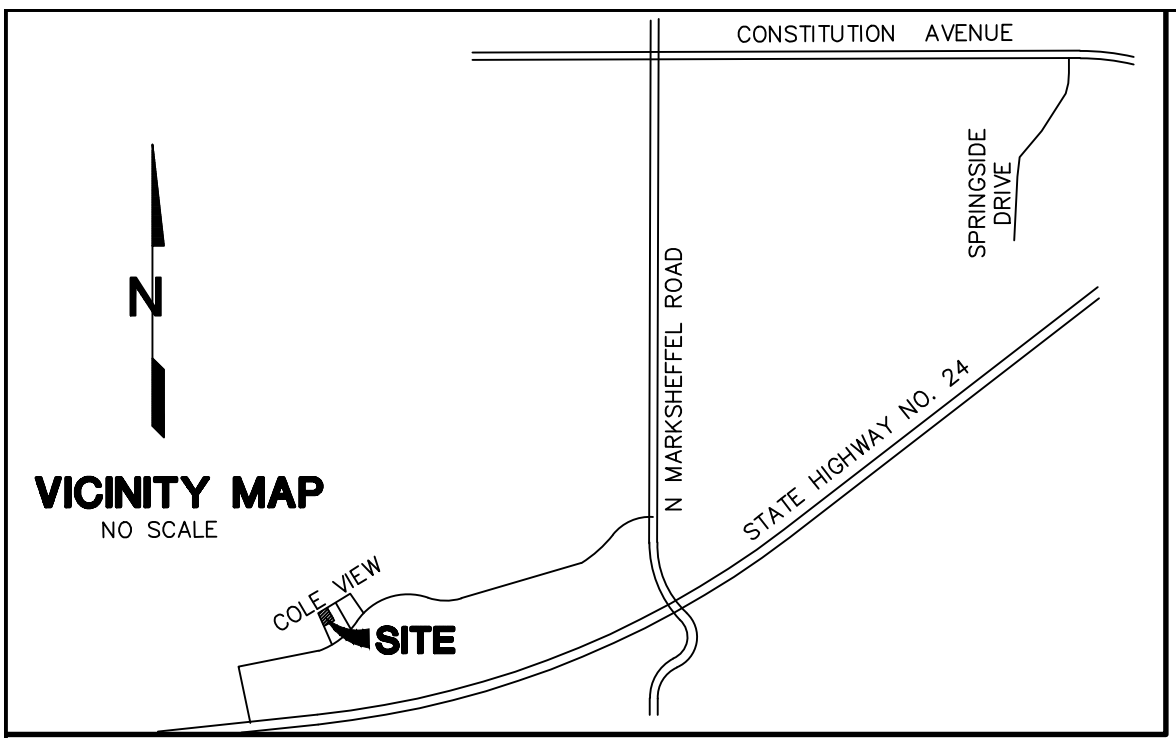 CONSTITUTION AVENUE
SPRINGSIDE
DRIVE
N
N MARKSHEFFEL ROAD
STATE HIGHWAY NO. 24
VICINITY MAP
NO SCALE
COLE VIEW
SITE